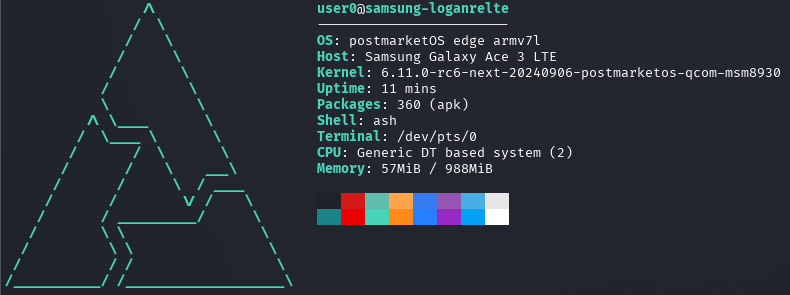 user0@samsung-loganrelte
------------------------
OS: postmarketOS edge armv7l
Host: Samsung Galaxy Ace 3 LTE
Kernel: 6.11.0-rc6-next-20240906-postmarketos-qcom-msm8930
Uptime: 11 mins
Packages: 360 (apk)
Shell: ash
Terminal: /dev/pts/0
CPU: Generic DT based system (2)
Memory: 57MiB / 988MiB